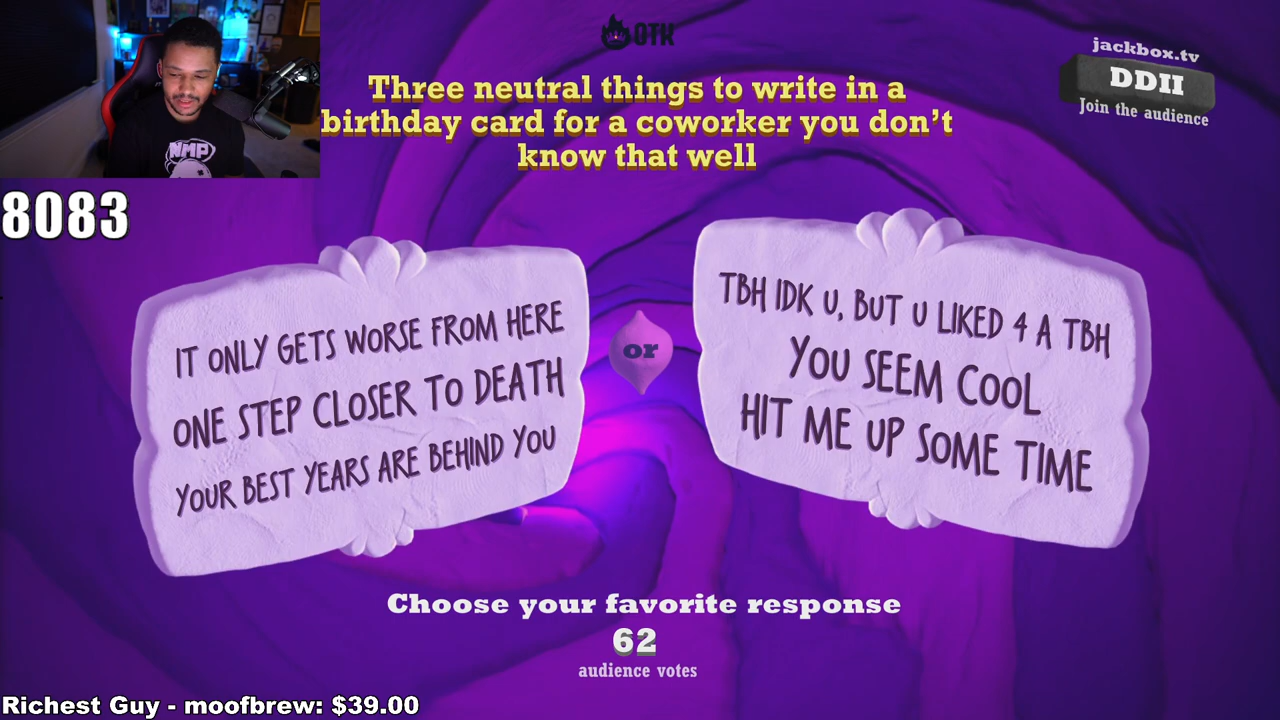 OTK
jackbox.tv
DDII
Join the audience
Three neutral things to write in a
birthday card for a coworker you don't
know that well
NMP
8083
IT ONLY GETS WORSE FROM HERE
ONE STEP CLOSER TO DEATH
YOUR BEST YEARS ARE BEHIND YOU
or
TBH IDK U, BUT U LIKED 4 A TBH
YOU SEEM COOL
HIT ME UP SOME TIME
Choose your favorite response
62
audience votes
Richest Guy - moofbrew: $39.00